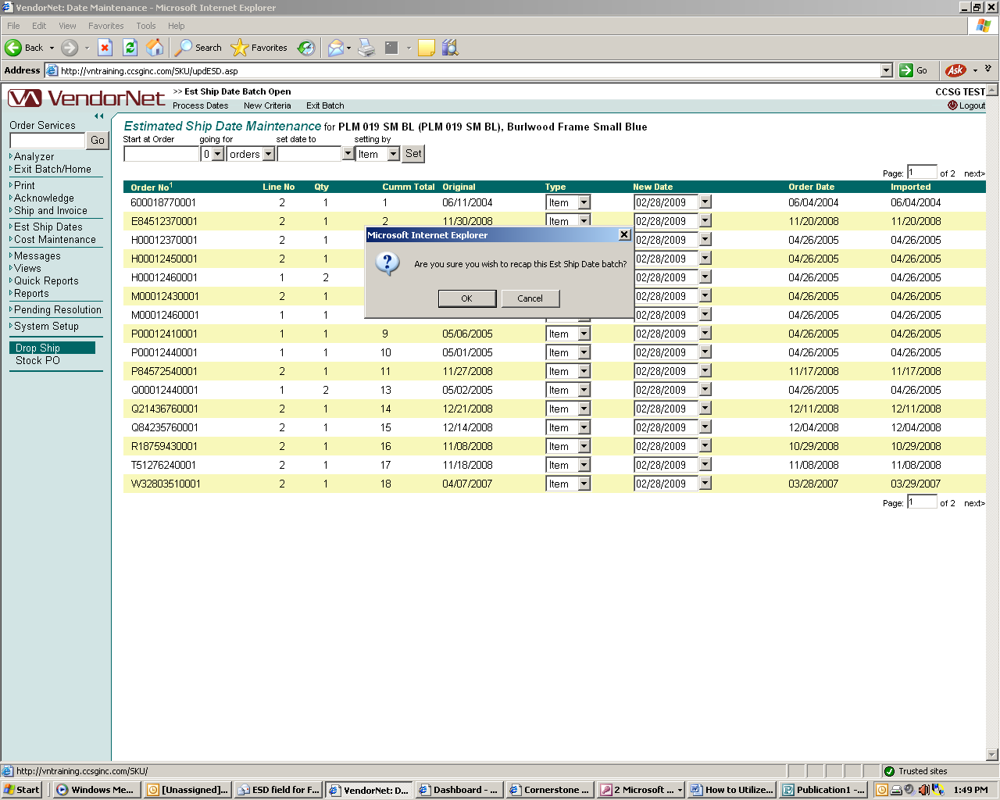 VendorNet: Date Maintenance - Microsoft Internet Explorer
File Edit View Favorites Tools Help
Back Search Favorites
Address http://vntraining.ccsginc.com/SKU/updESD.asp Go Ask
VA VendorNet >> Est Ship Date Batch Open CCSG TEST
Process Dates New Criteria Exit Batch Logout
Order Services
Go
Analyzer
Exit Batch/Home
Print
Acknowledge
Ship and Invoice
Est Ship Dates
Cost Maintenance
Messages
Views
Quick Reports
Reports
Pending Resolution
System Setup
Drop Ship
Stock PO
Estimated Ship Date Maintenance for PLM 019 SM BL (PLM 019 SM BL), Burlwood Frame Small Blue
Start at Order going for set date to setting by
0 orders Item Set
Page: 1 of 2 next>
Order No1 Line No Qty Cumm Total Original Type New Date Order Date Imported
600018770001 2 1 1 06/11/2004 Item 02/28/2009 06/04/2004 06/04/2004
E84512370001 2 1 2 11/30/2008 Item 02/28/2009 11/20/2008 11/20/2008
H00012370001 2 1 02/28/2009 04/26/2005 04/26/2005
H00012450001 2 1 02/28/2009 04/26/2005 04/26/2005
H00012460001 1 2 02/28/2009 04/26/2005 04/26/2005
M00012430001 2 1 02/28/2009 04/26/2005 04/26/2005
M00012460001 1 1 02/28/2009 04/26/2005 04/26/2005
P00012410001 1 1 9 05/06/2005 Item 02/28/2009 04/26/2005 04/26/2005
P00012440001 1 1 10 05/01/2005 Item 02/28/2009 04/26/2005 04/26/2005
P84572540001 2 1 11 11/27/2008 Item 02/28/2009 11/17/2008 11/17/2008
Q00012440001 1 2 13 05/02/2005 Item 02/28/2009 04/26/2005 04/26/2005
Q21436760001 2 1 14 12/21/2008 Item 02/28/2009 12/11/2008 12/11/2008
Q84235760001 2 1 15 12/14/2008 Item 02/28/2009 12/04/2008 12/04/2008
R18759430001 2 1 16 11/08/2008 Item 02/28/2009 10/29/2008 10/29/2008
T51276240001 2 1 17 11/18/2008 Item 02/28/2009 11/08/2008 11/08/2008
W32803510001 2 1 18 04/07/2007 Item 02/28/2009 03/28/2007 03/29/2007
Page: 1 of 2 next>
Microsoft Internet Explorer
Are you sure you wish to recap this Est Ship Date batch?
OK Cancel
http://vntraining.ccsginc.com/SKU/ Trusted sites
Start Windows Me... [Unassigned]... ESD field for F... VendorNet: D... Dashboard - ... Cornerstone ... 2 Microsoft ... How to Utilize... Publication1 -... 1:49 PM